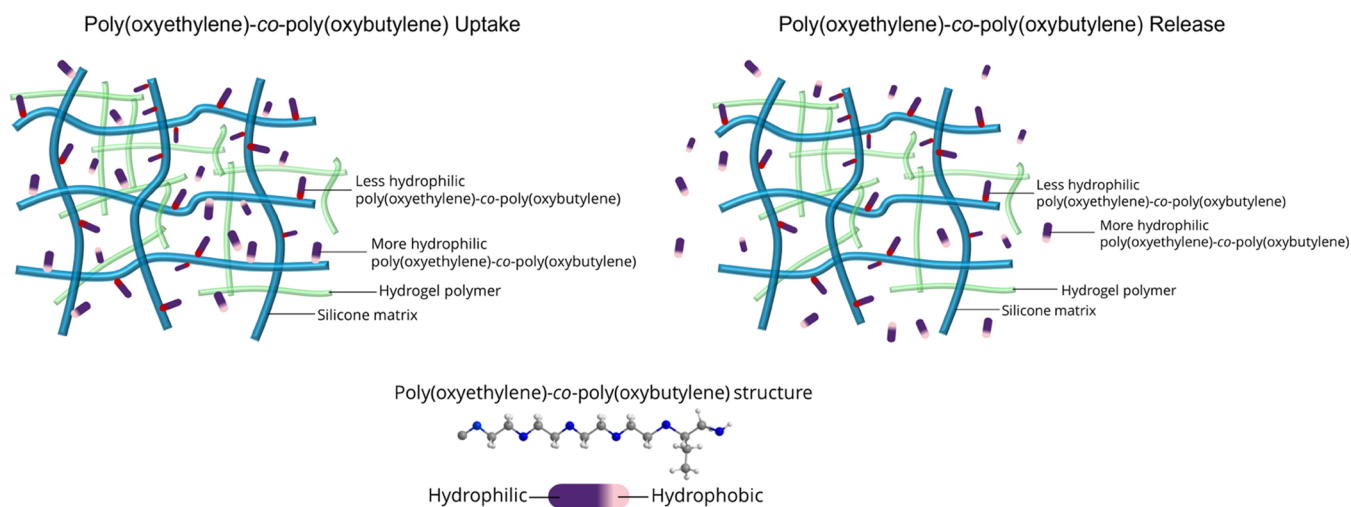 Poly(oxyethylene)-co-poly(oxybutylene) Uptake
Less hydrophilic
poly(oxyethylene)-co-poly(oxybutylene)
More hydrophilic
poly(oxyethylene)-co-poly(oxybutylene)
Hydrogel polymer
Silicone matrix
Poly(oxyethylene)-co-poly(oxybutylene) Release
Less hydrophilic
poly(oxyethylene)-co-poly(oxybutylene)
More hydrophilic
poly(oxyethylene)-co-poly(oxybutylene)
Hydrogel polymer
Silicone matrix
Poly(oxyethylene)-co-poly(oxybutylene) structure
Hydrophilic
Hydrophobic